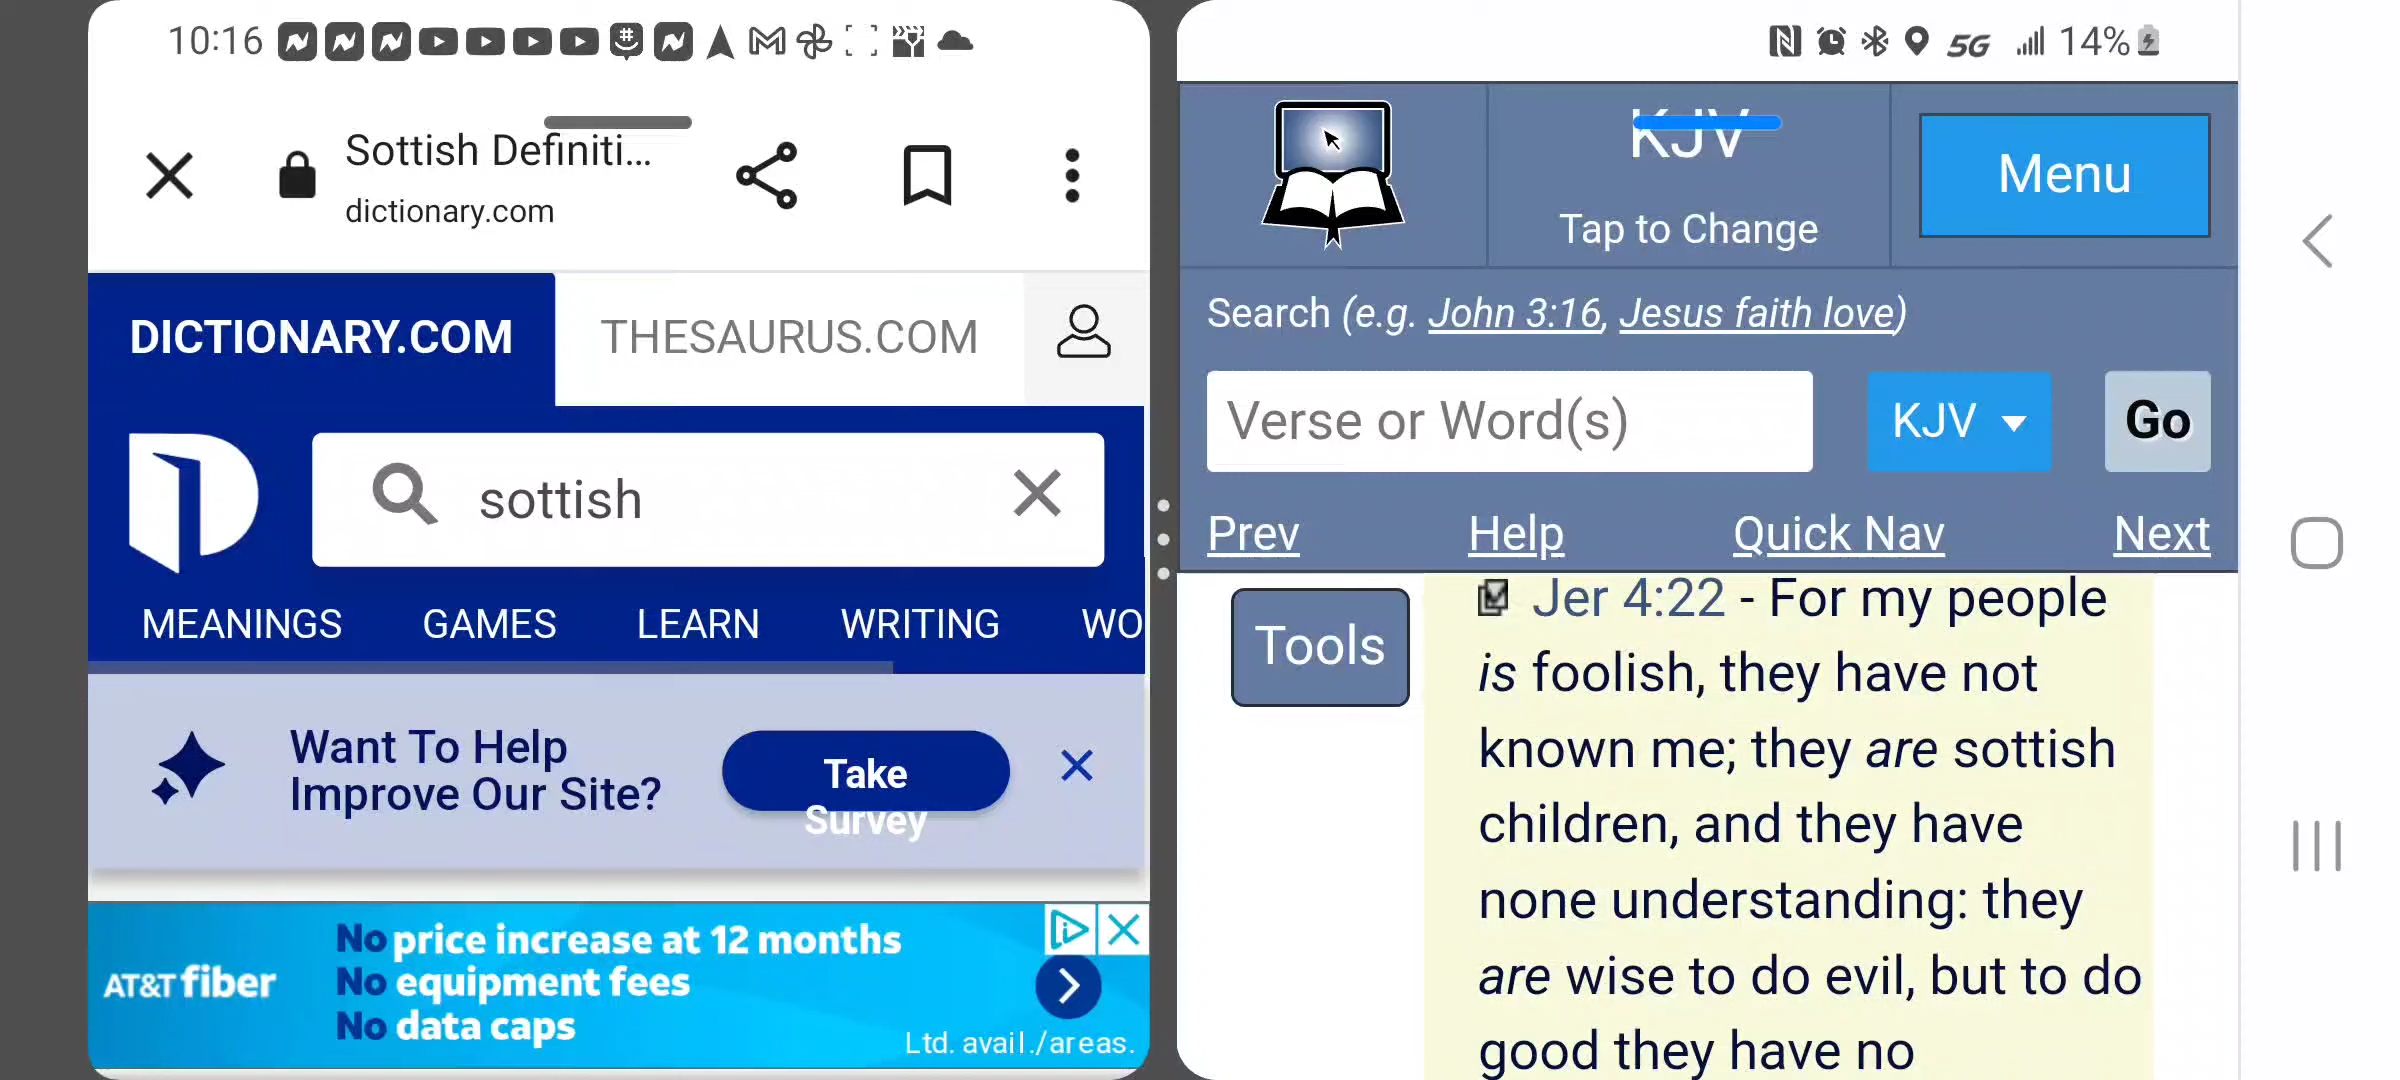 10:16
5G 14%
Sottish Definiti...
dictionary.com
DICTIONARY.COM
THESAURUS.COM
sottish
MEANINGS GAMES LEARN WRITING WO
Want To Help
Improve Our Site?
Take
Survey
AT&T fiber
No price increase at 12 months
No equipment fees
No data caps
Ltd. avail./areas.
KJV
Tap to Change
Menu
Search (e.g. John 3:16, Jesus faith love)
Verse or Word(s)
KJV
Go
Prev Help Quick Nav Next
Tools
Jer 4:22 - For my people
is foolish, they have not
known me; they are sottish
children, and they have
none understanding: they
are wise to do evil, but to do
good they have no